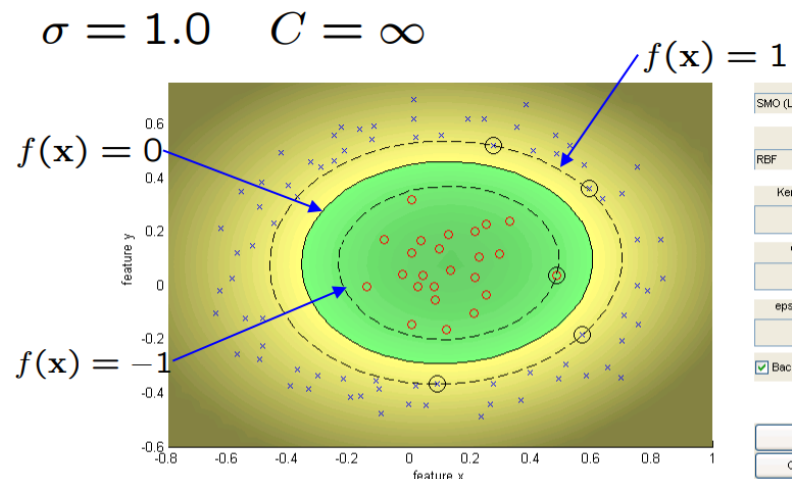 σ = 1.0 C = ∞
f(x) = 1
f(x) = 0
f(x) = −1
feature y
0.6
0.4
0.2
0
-0.2
-0.4
-0.6
-0.8 -0.6 -0.4 -0.2 0 0.2 0.4 0.6 0.8 1
feature x
SMO (L
RBF
Ker
eps
Bac